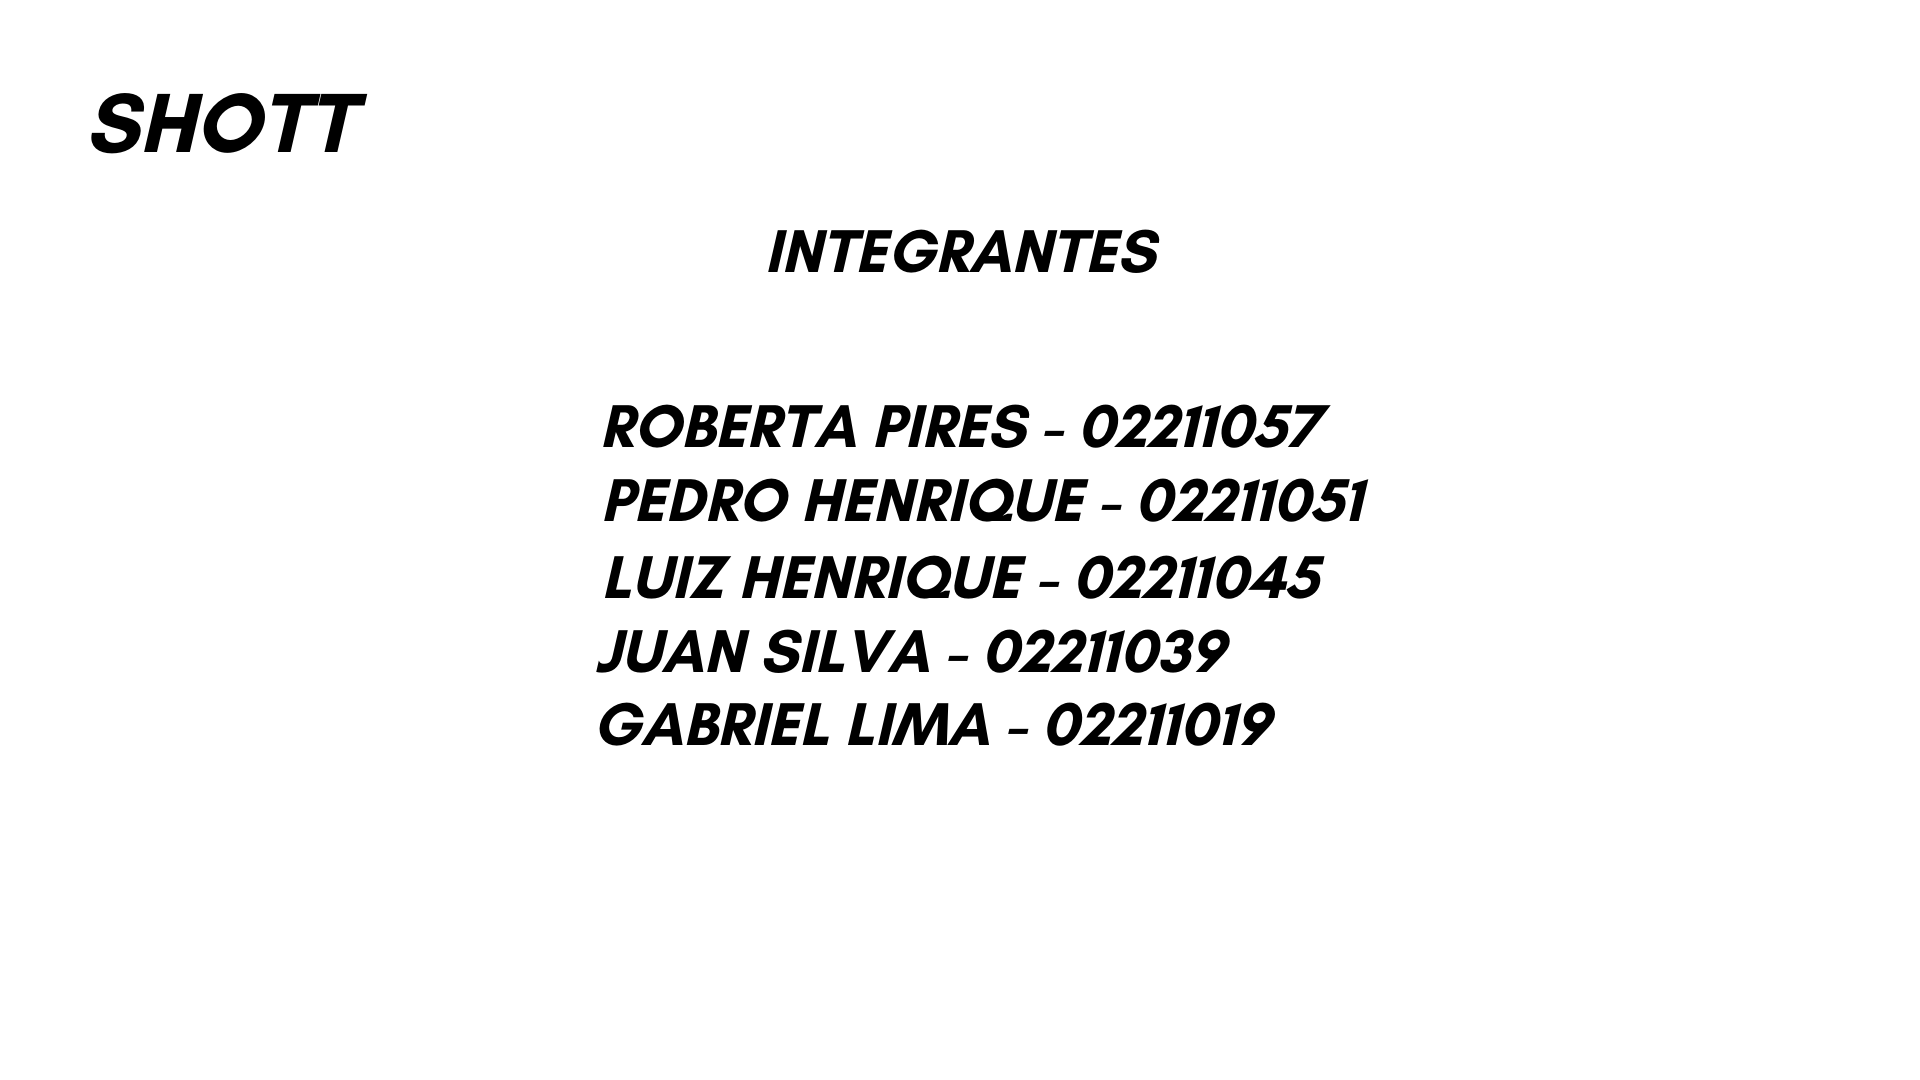 SHOTT
INTEGRANTES
ROBERTA PIRES - 02211057
PEDRO HENRIQUE - 02211051
LUIZ HENRIQUE - 02211045
JUAN SILVA - 02211039
GABRIEL LIMA - 02211019